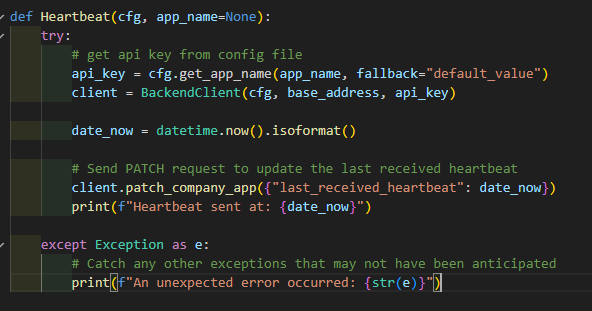 def Heartbeat(cfg, app_name=None):
    try:
        # get api key from config file
        api_key = cfg.get_app_name(app_name, fallback="default_value")
        client = BackendClient(cfg, base_address, api_key)

        date_now = datetime.now().isoformat()

        # Send PATCH request to update the last received heartbeat
        client.patch_company_app({"last_received_heartbeat": date_now})
        print(f"Heartbeat sent at: {date_now}")

    except Exception as e:
        # Catch any other exceptions that may not have been anticipated
        print(f"An unexpected error occurred: {str(e)}")